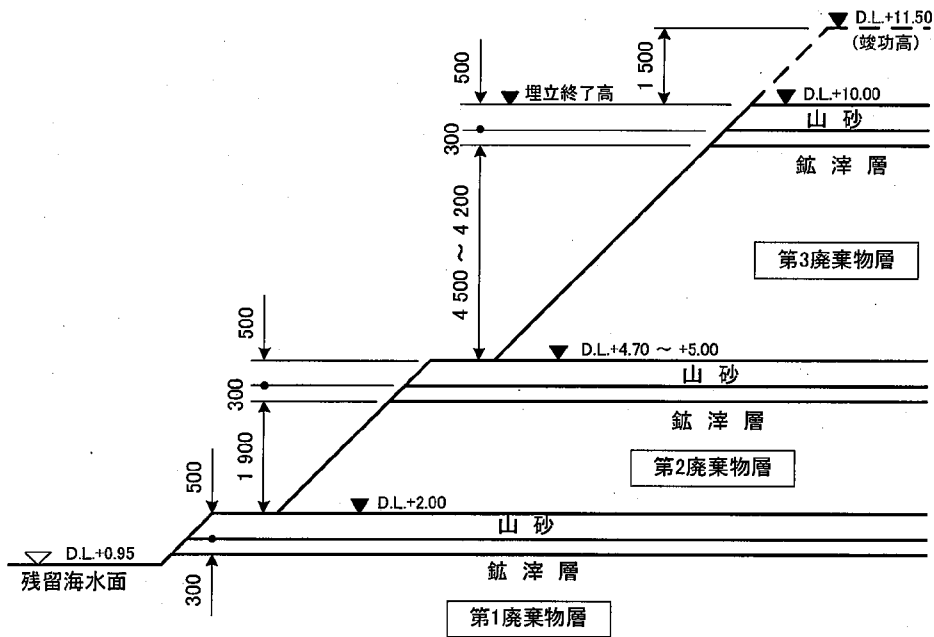 D.L.+11.50
(竣功高)
1 500
500
埋立終了高
D.L.+10.00
山 砂
300
鉱 滓 層
4 500 ～ 4 200
第3廃棄物層
500
D.L.+4.70 ～ +5.00
山 砂
300
鉱 滓 層
1 900
第2廃棄物層
500
D.L.+2.00
山 砂
D.L.+0.95
残留海水面
鉱 滓 層
300
第1廃棄物層